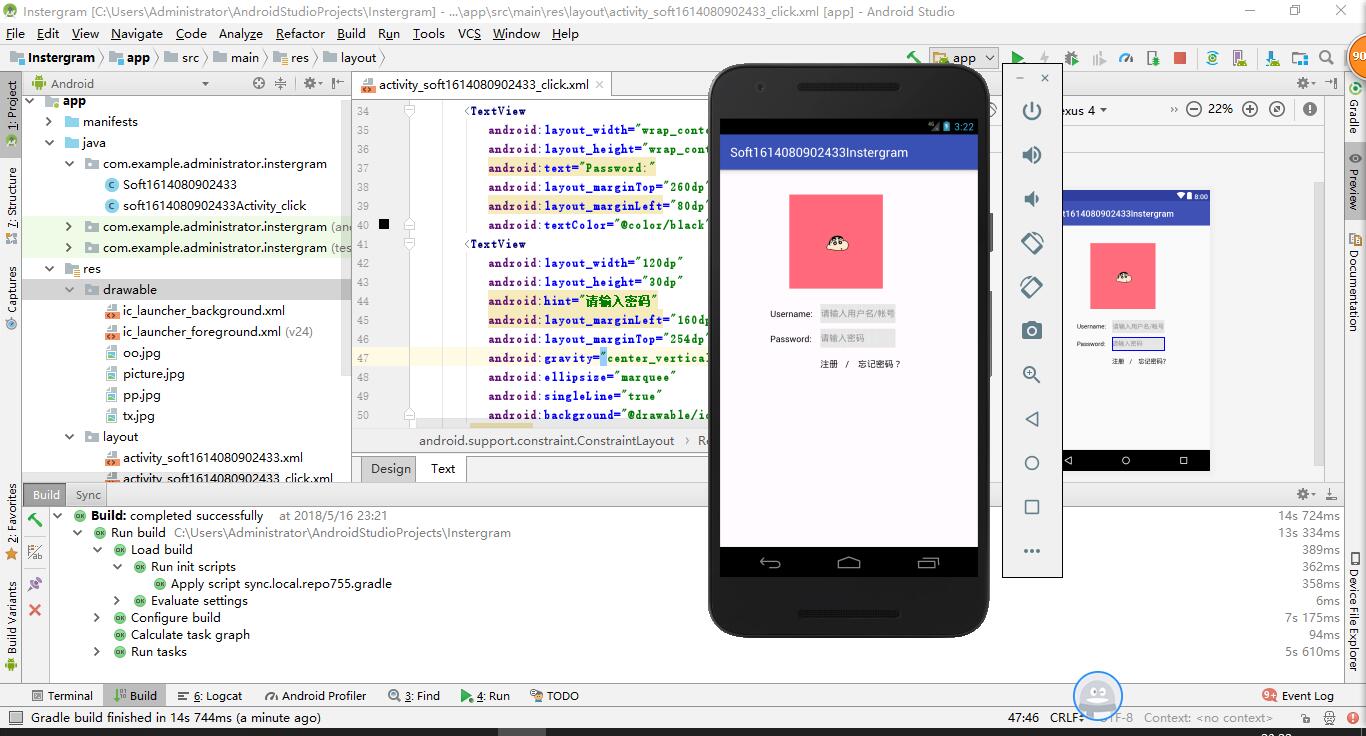 Instergram [C:\Users\Administrator\AndroidStudioProjects\Instergram] - ...\app\src\main\res\layout\activity_soft1614080902433_click.xml [app] - Android Studio
File Edit View Navigate Code Analyze Refactor Build Run Tools VCS Window Help
Instergram app src main res layout
app
90
Android
activity_soft1614080902433_click.xml
1: Project
7: Structure
Captures
2: Favorites
Build Variants
app
manifests
java
com.example.administrator.instergram
Soft1614080902433
soft1614080902433Activity_click
com.example.administrator.instergram
com.example.administrator.instergram
res
drawable
ic_launcher_background.xml
ic_launcher_foreground.xml (v24)
oo.jpg
picture.jpg
pp.jpg
tx.jpg
layout
activity_soft1614080902433.xml
activity_soft1614080902433_click.xml
34 <TextView
35 android:layout_width="wrap_conte
36 android:layout_height="wrap_cont
37 android:text="Password:"
38 android:layout_marginTop="260dp"
39 android:layout_marginLeft="80dp"
40 android:textColor="@color/black"
41 <TextView
42 android:layout_width="120dp"
43 android:layout_height="30dp"
44 android:hint="请输入密码"
45 android:layout_marginLeft="160dp
46 android:layout_marginTop="254dp"
47 android:gravity="center_vertical
48 android:ellipsize="marquee"
49 android:singleLine="true"
50 android:background="@drawable/ic
android.support.constraint.ConstraintLayout
Design Text
3:22
Soft1614080902433Instergram
Username: 请输入用户名/帐号
Password: 请输入密码
注册 / 忘记密码？
exus 4
22%
8:00
1614080902433Instergram
Username: 请输入用户名/帐号
Password: 请输入密码
注册 / 忘记密码?
Gradle
Preview
Documentation
Device File Explorer
Build Sync
Build: completed successfully at 2018/5/16 23:21 14s 724ms
Run build C:\Users\Administrator\AndroidStudioProjects\Instergram 13s 334ms
Load build 389ms
Run init scripts 362ms
Apply script sync.local.repo755.gradle 358ms
Evaluate settings 6ms
Configure build 7s 175ms
Calculate task graph 94ms
Run tasks 5s 610ms
Terminal Build 6: Logcat Android Profiler 3: Find 4: Run TODO Event Log
Gradle build finished in 14s 744ms (a minute ago) 47:46 CRLF UTF-8 Context: <no context>